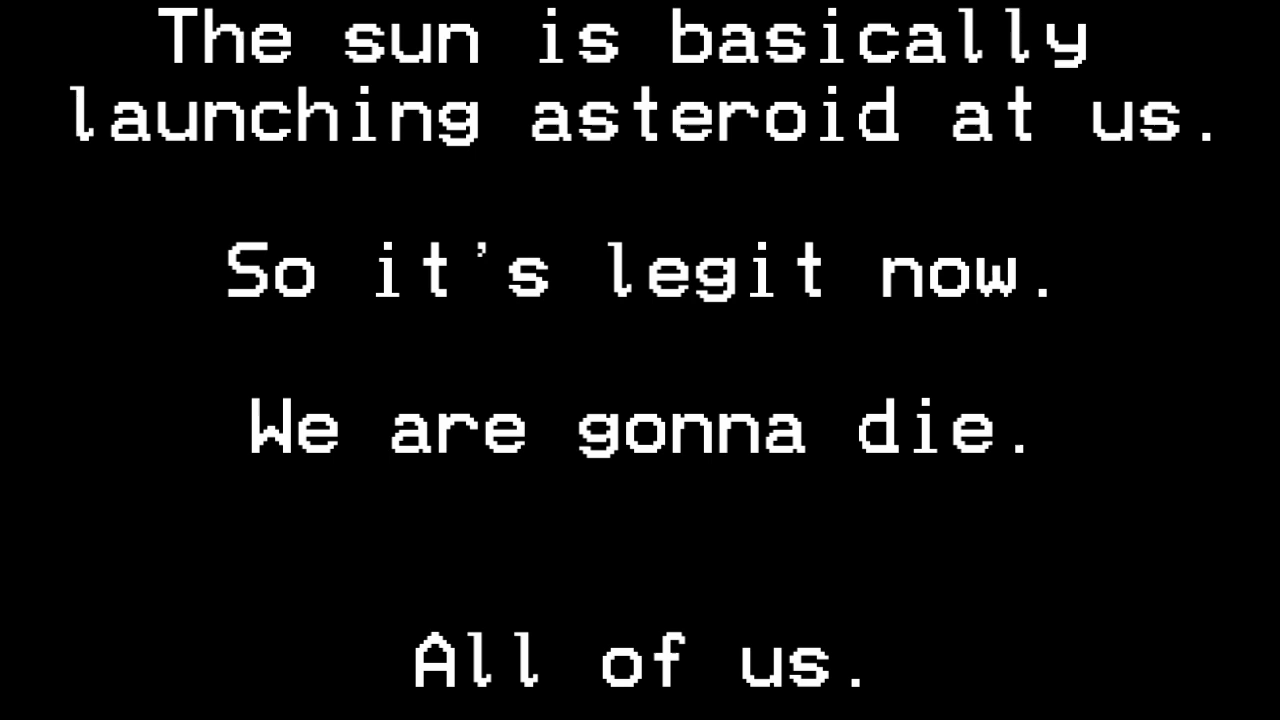 The sun is basically
launching asteroid at us.
So it's legit now.
We are gonna die.
All of us.